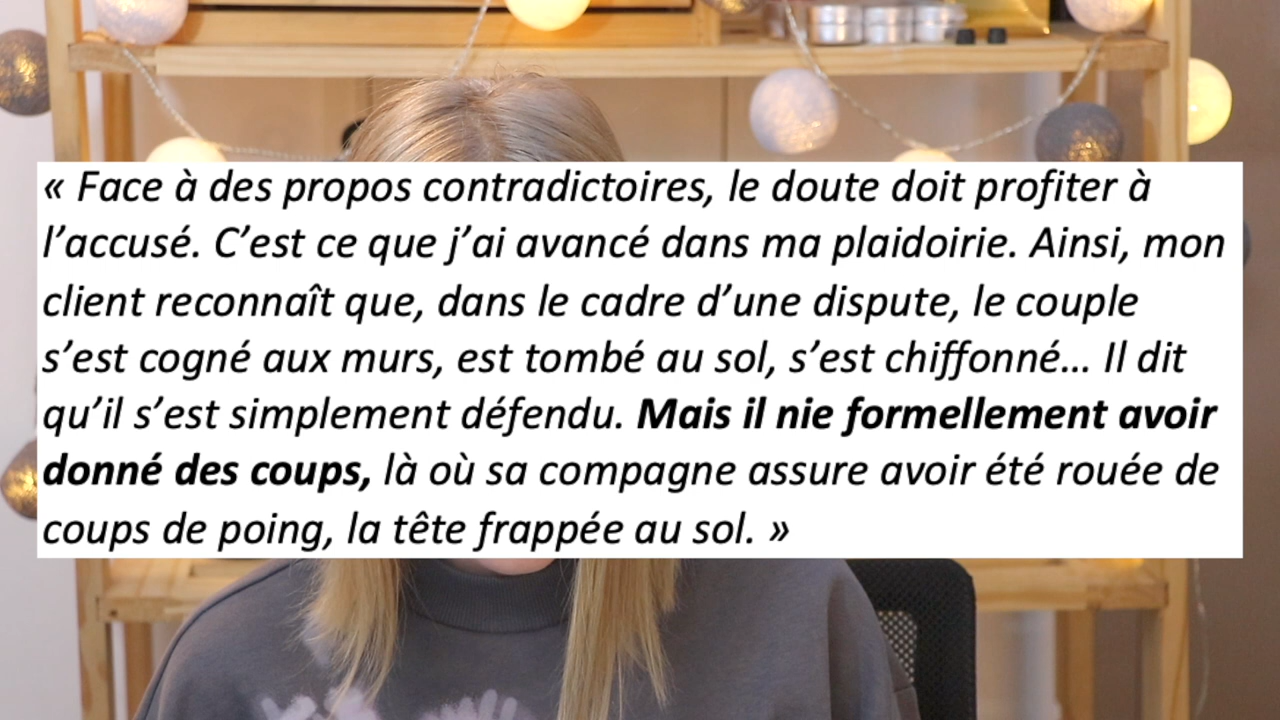 « Face à des propos contradictoires, le doute doit profiter à
l’accusé. C’est ce que j’ai avancé dans ma plaidoirie. Ainsi, mon
client reconnaît que, dans le cadre d’une dispute, le couple
s’est cogné aux murs, est tombé au sol, s’est chiffonné… Il dit
qu’il s’est simplement défendu. Mais il nie formellement avoir
donné des coups, là où sa compagne assure avoir été rouée de
coups de poing, la tête frappée au sol. »